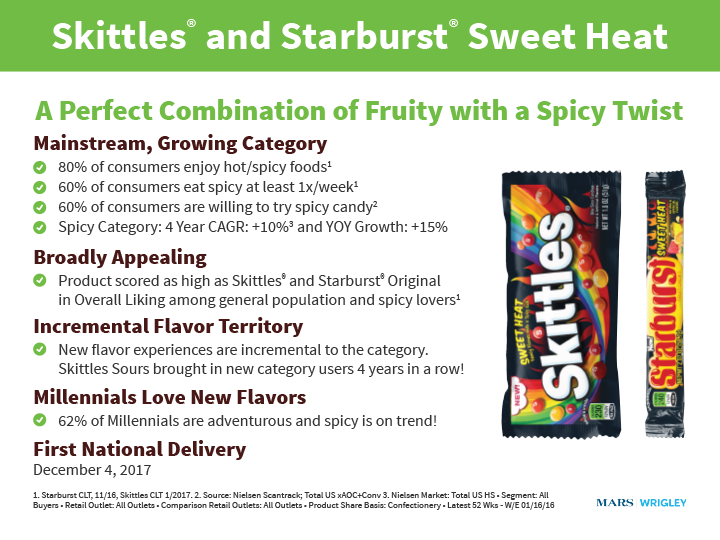 Skittles® and Starburst® Sweet Heat
A Perfect Combination of Fruity with a Spicy Twist
Mainstream, Growing Category
80% of consumers enjoy hot/spicy foods¹
60% of consumers eat spicy at least 1x/week¹
60% of consumers are willing to try spicy candy²
Spicy Category: 4 Year CAGR: +10%³ and YOY Growth: +15%
Broadly Appealing
Product scored as high as Skittles® and Starburst® Original
in Overall Liking among general population and spicy lovers¹
Incremental Flavor Territory
New flavor experiences are incremental to the category.
Skittles Sours brought in new category users 4 years in a row!
Millennials Love New Flavors
62% of Millennials are adventurous and spicy is on trend!
First National Delivery
December 4, 2017
NEW!
SWEET HEAT
Skittles
230
SWEET HEAT
Starburst
240
1. Starburst CLT, 11/16, Skittles CLT 1/2017. 2. Source: Nielsen Scantrack; Total US xAOC+Conv 3. Nielsen Market: Total US HS • Segment: All
Buyers • Retail Outlet: All Outlets • Comparison Retail Outlets: All Outlets • Product Share Basis: Confectionery • Latest 52 Wks - W/E 01/16/16
MARS WRIGLEY